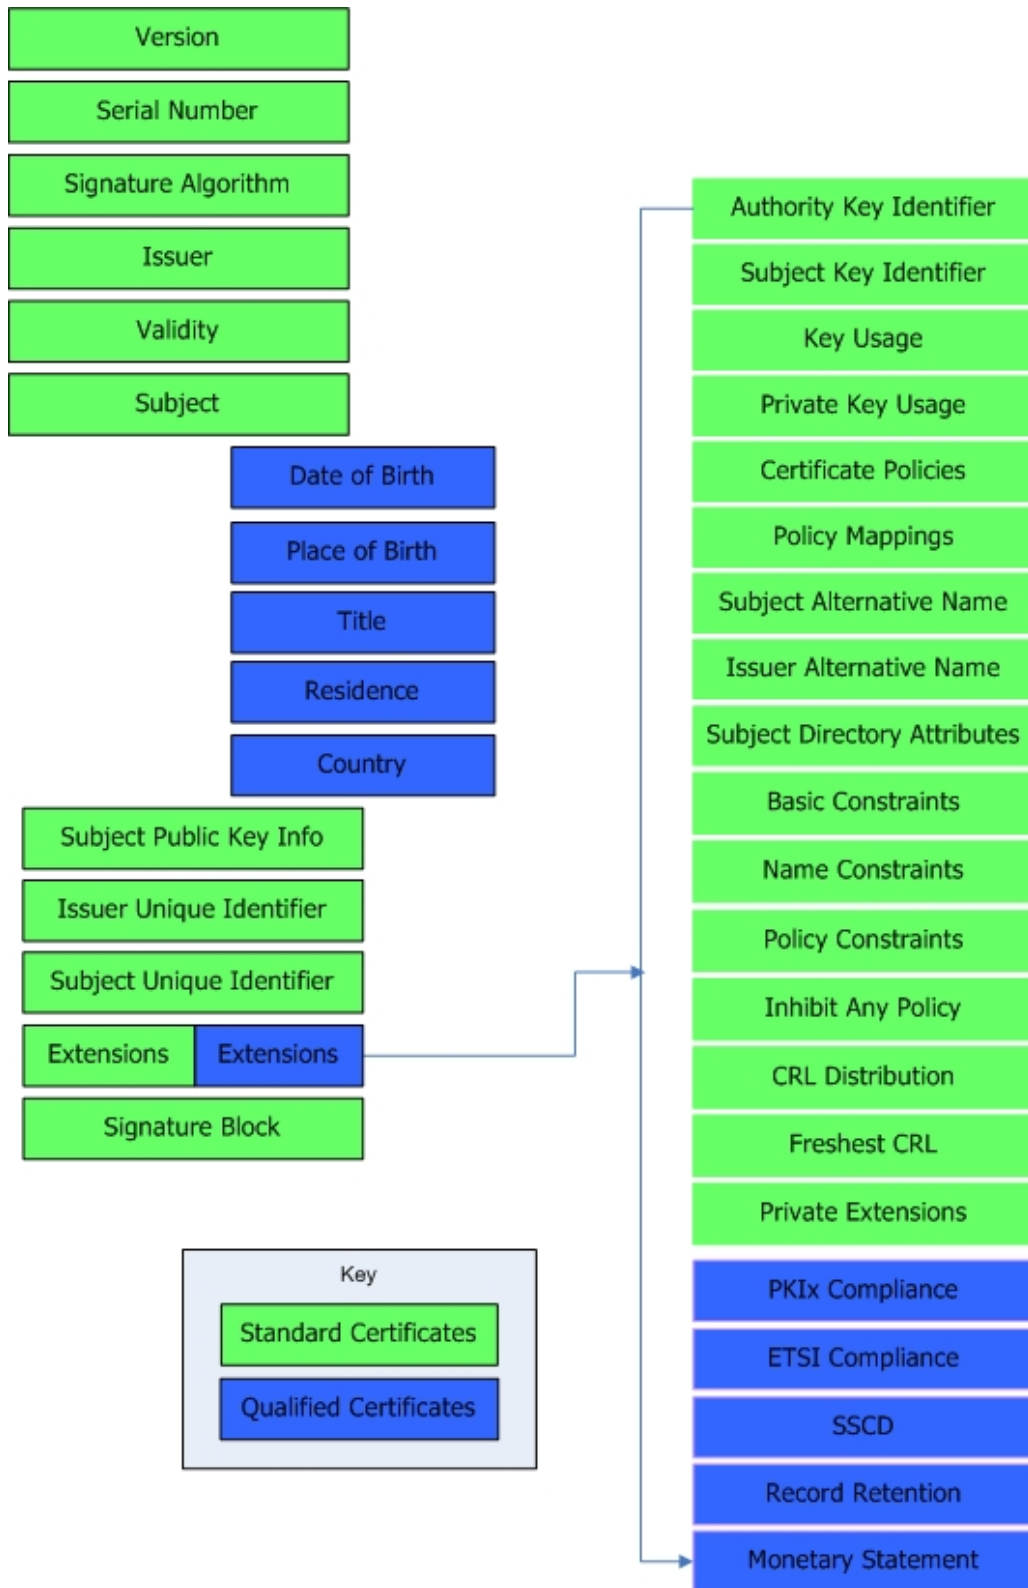 Version
Serial Number
Signature Algorithm
Issuer
Validity
Subject
Date of Birth
Place of Birth
Title
Residence
Country
Subject Public Key Info
Issuer Unique Identifier
Subject Unique Identifier
Extensions Extensions
Signature Block
Key
Standard Certificates
Qualified Certificates
Authority Key Identifier
Subject Key Identifier
Key Usage
Private Key Usage
Certificate Policies
Policy Mappings
Subject Alternative Name
Issuer Alternative Name
Subject Directory Attributes
Basic Constraints
Name Constraints
Policy Constraints
Inhibit Any Policy
CRL Distribution
Freshest CRL
Private Extensions
PKIx Compliance
ETSI Compliance
SSCD
Record Retention
Monetary Statement